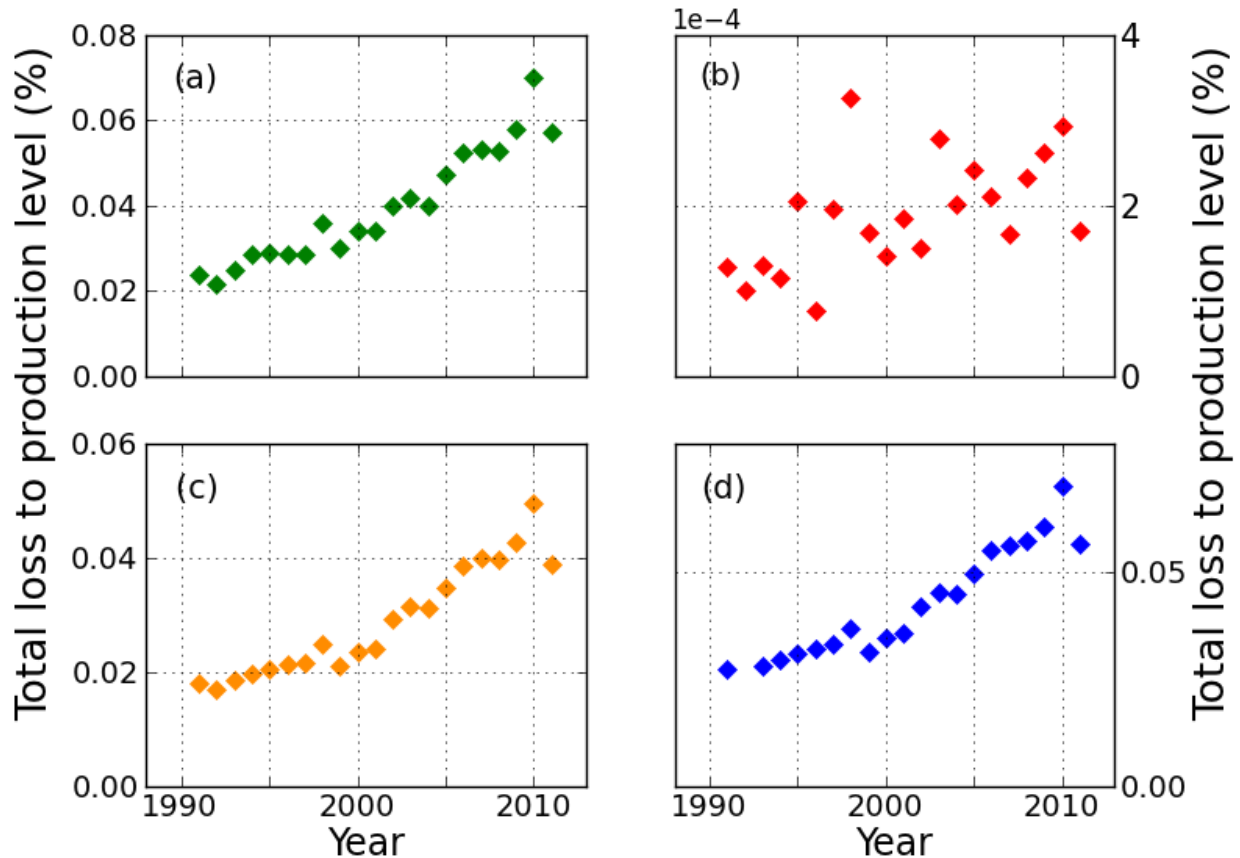 Total loss to production level (%)
0.08
0.06
0.04
0.02
0.00
(a)
1e−4
(b)
4
2
0
Total loss to production level (%)
0.06
0.04
0.02
0.00
(c)
1990
2000
2010
Year
(d)
0.05
0.00
1990
2000
2010
Year